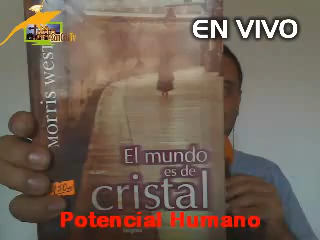 EN VIVO
Morris West
El mundo
es de
cristal
Potencial Humano